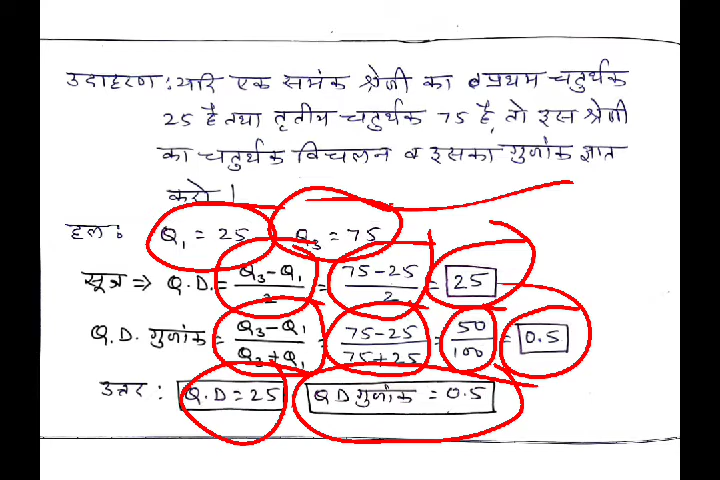 उदाहरण: यदि एक समंक श्रेणी का प्रथम चतुर्थक
25 है तथा तृतीय चतुर्थक 75 है, तो इस श्रेणी
का चतुर्थक विचलन व इसका गुणांक ज्ञात
करो ।
हल: Q₁ = 25 Q₃ = 75
सूत्र ⇒ Q.D. = Q₃-Q₁/2 = 75-25/2 = 25
Q.D. गुणांक = Q₃-Q₁/Q₃+Q₁ = 75-25/75+25 = 50/100 = 0.5
उत्तर: Q.D = 25 QD गुणांक = 0.5